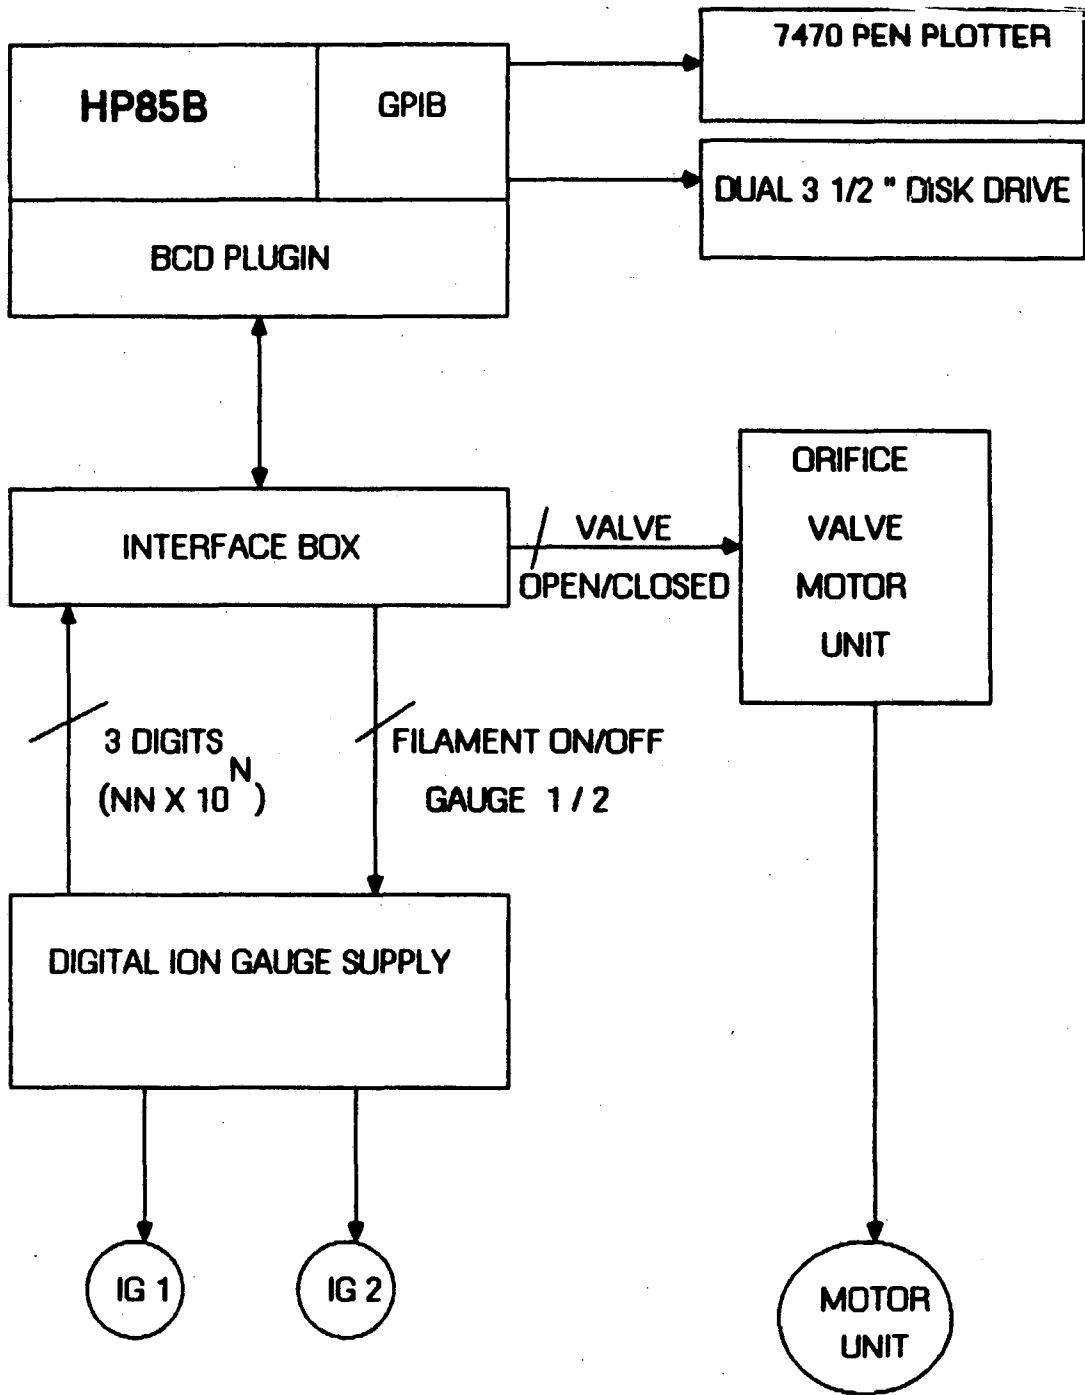 7470 PEN PLOTTER
HP85B
GPIB
DUAL 3 1/2 " DISK DRIVE
BCD PLUGIN
ORIFICE
VALVE
MOTOR
UNIT
INTERFACE BOX
VALVE
OPEN/CLOSED
3 DIGITS
(NN X 10^N)
FILAMENT ON/OFF
GAUGE 1 / 2
DIGITAL ION GAUGE SUPPLY
IG 1
IG 2
MOTOR
UNIT